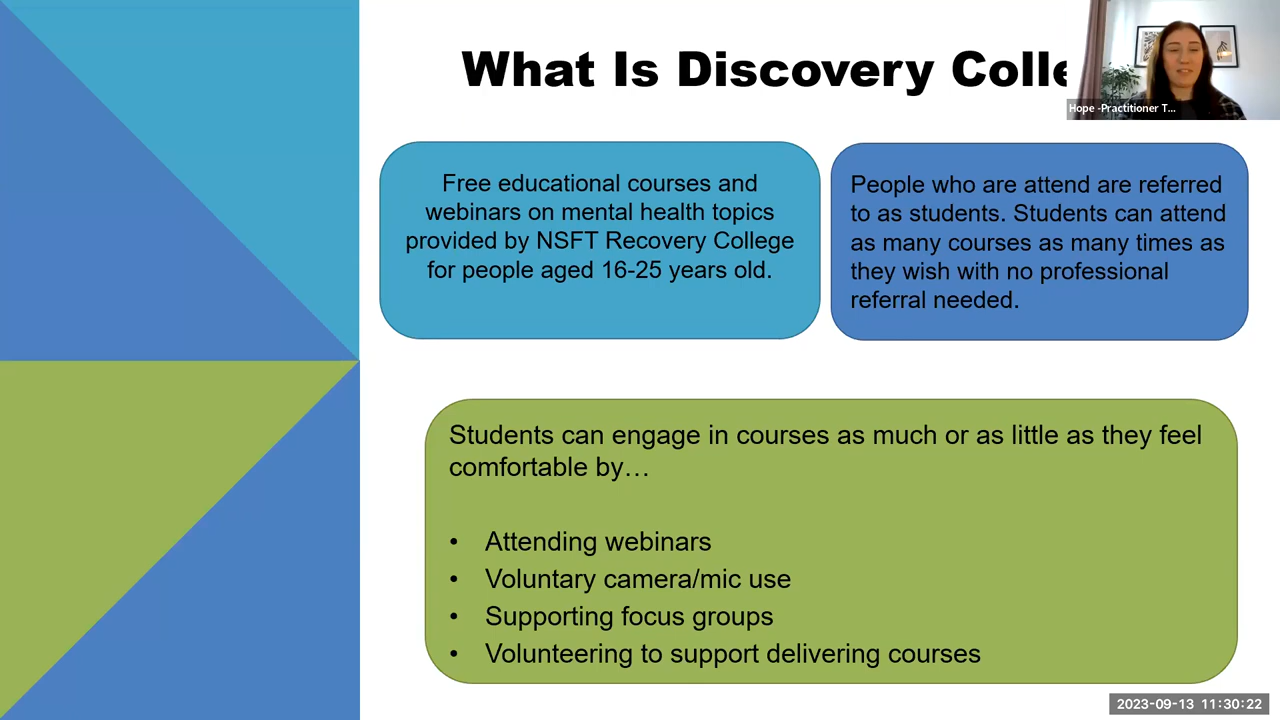 What Is Discovery Colle
Hope -Practitioner T...
Free educational courses and
webinars on mental health topics
provided by NSFT Recovery College
for people aged 16-25 years old.
People who are attend are referred
to as students. Students can attend
as many courses as many times as
they wish with no professional
referral needed.
Students can engage in courses as much or as little as they feel
comfortable by…
• Attending webinars
• Voluntary camera/mic use
• Supporting focus groups
• Volunteering to support delivering courses
2023-09-13 11:30:22